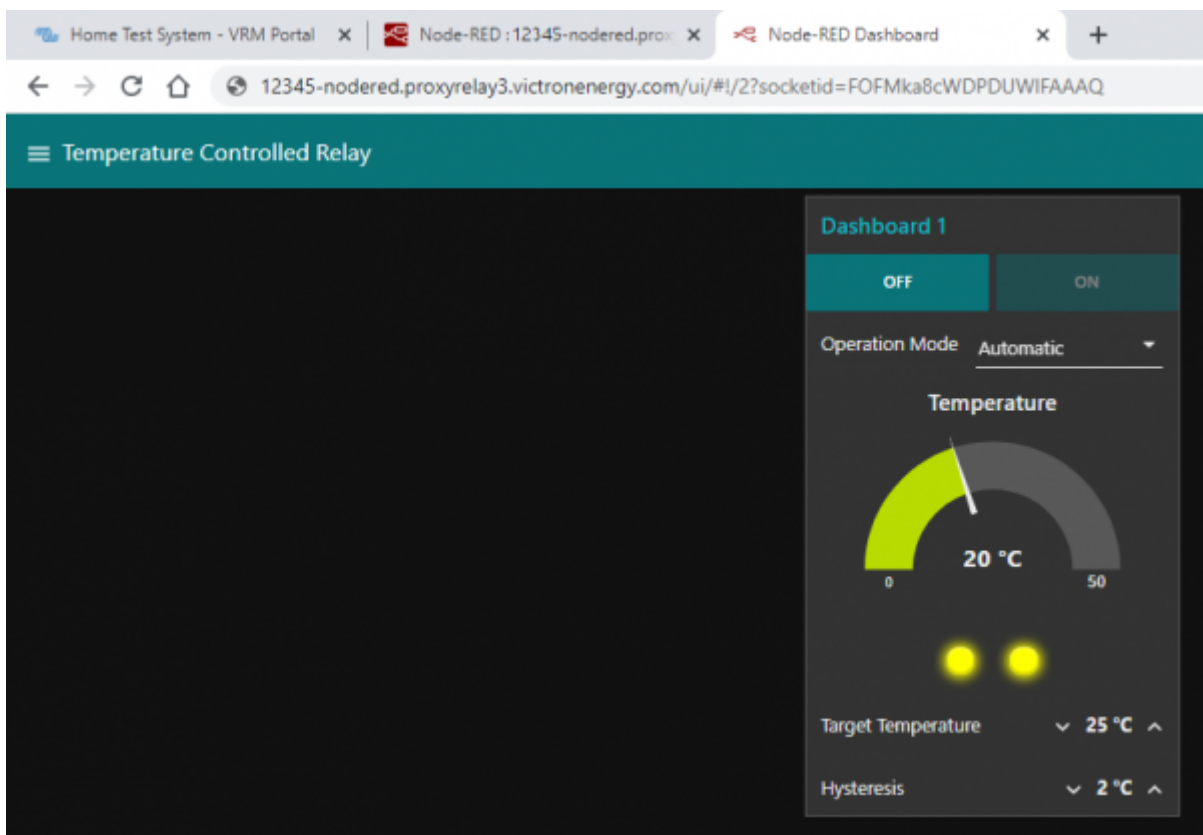 Home Test System - VRM Portal
Node-RED : 12345-nodered.prox
Node-RED Dashboard
12345-nodered.proxyrelay3.victronenergy.com/ui/#!/2?socketid=FOFMka8cWDPDUWIFAAAQ
Temperature Controlled Relay
Dashboard 1
OFF ON
Operation Mode Automatic
Temperature
20 °C
0 50
Target Temperature 25 °C
Hysteresis 2 °C